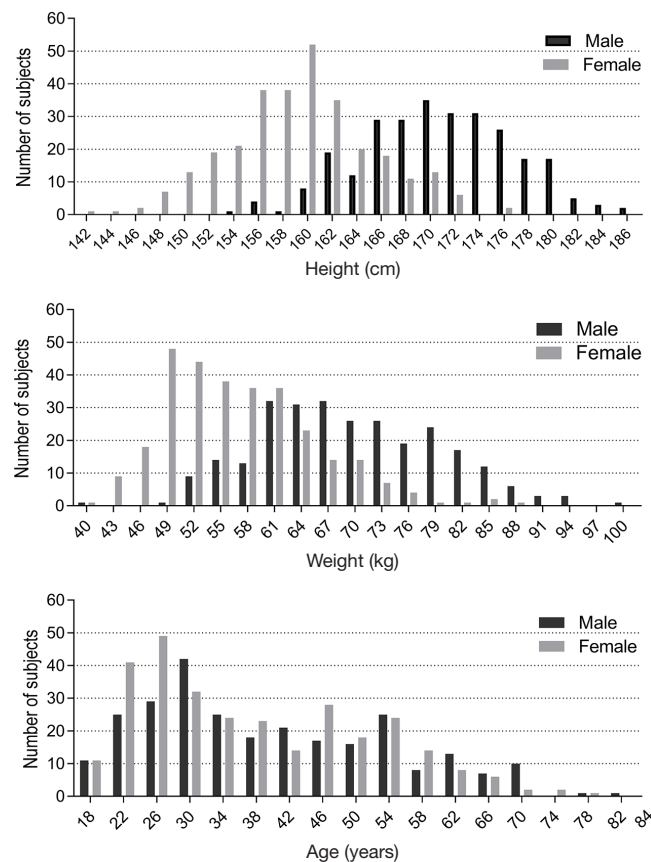 60
50
40
30
20
10
0
Number of subjects
Male
Female
142 144 146 148 150 152 154 156 158 160 162 164 166 168 170 172 174 176 178 180 182 184 186
Height (cm)
60
50
40
30
20
10
0
Number of subjects
Male
Female
40 43 46 49 52 55 58 61 64 67 70 73 76 79 82 85 88 91 94 97 100
Weight (kg)
60
50
40
30
20
10
0
Number of subjects
Male
Female
18 22 26 30 34 38 42 46 50 54 58 62 66 70 74 78 82 84
Age (years)